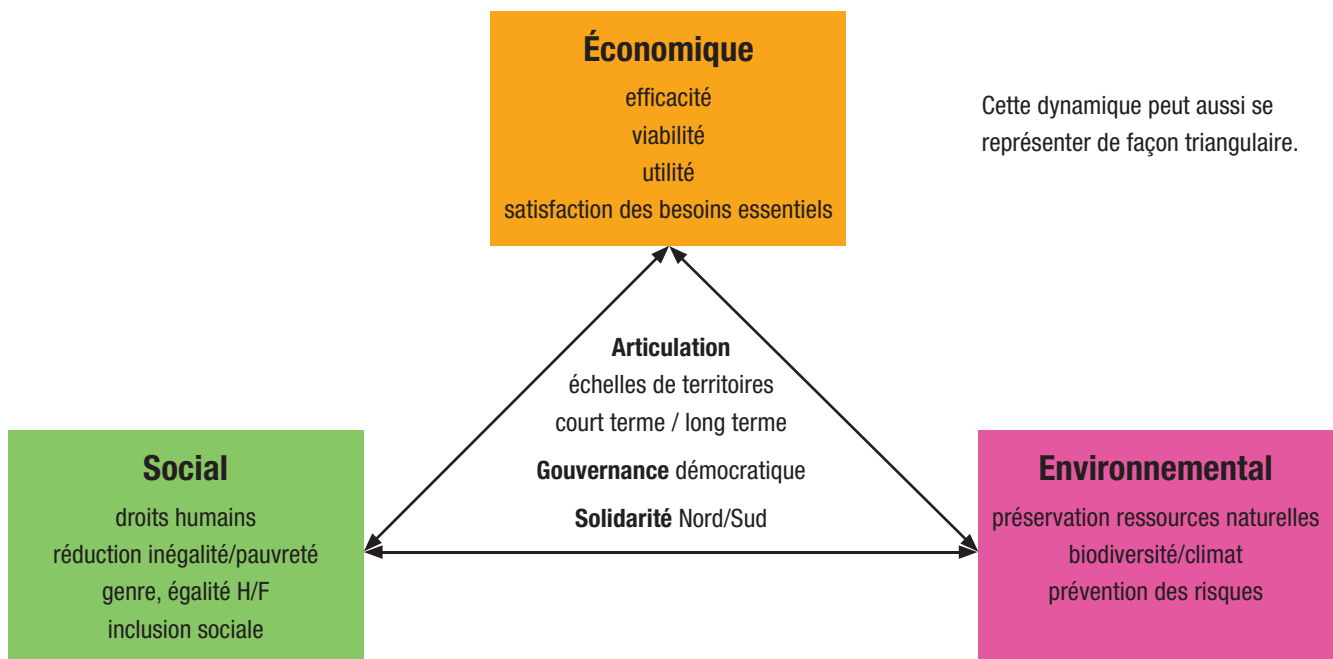 Économique
efficacité
viabilité
utilité
satisfaction des besoins essentiels
Cette dynamique peut aussi se
représenter de façon triangulaire.
Articulation
échelles de territoires
court terme / long terme
Gouvernance démocratique
Solidarité Nord/Sud
Social
droits humains
réduction inégalité/pauvreté
genre, égalité H/F
inclusion sociale
Environnemental
préservation ressources naturelles
biodiversité/climat
prévention des risques